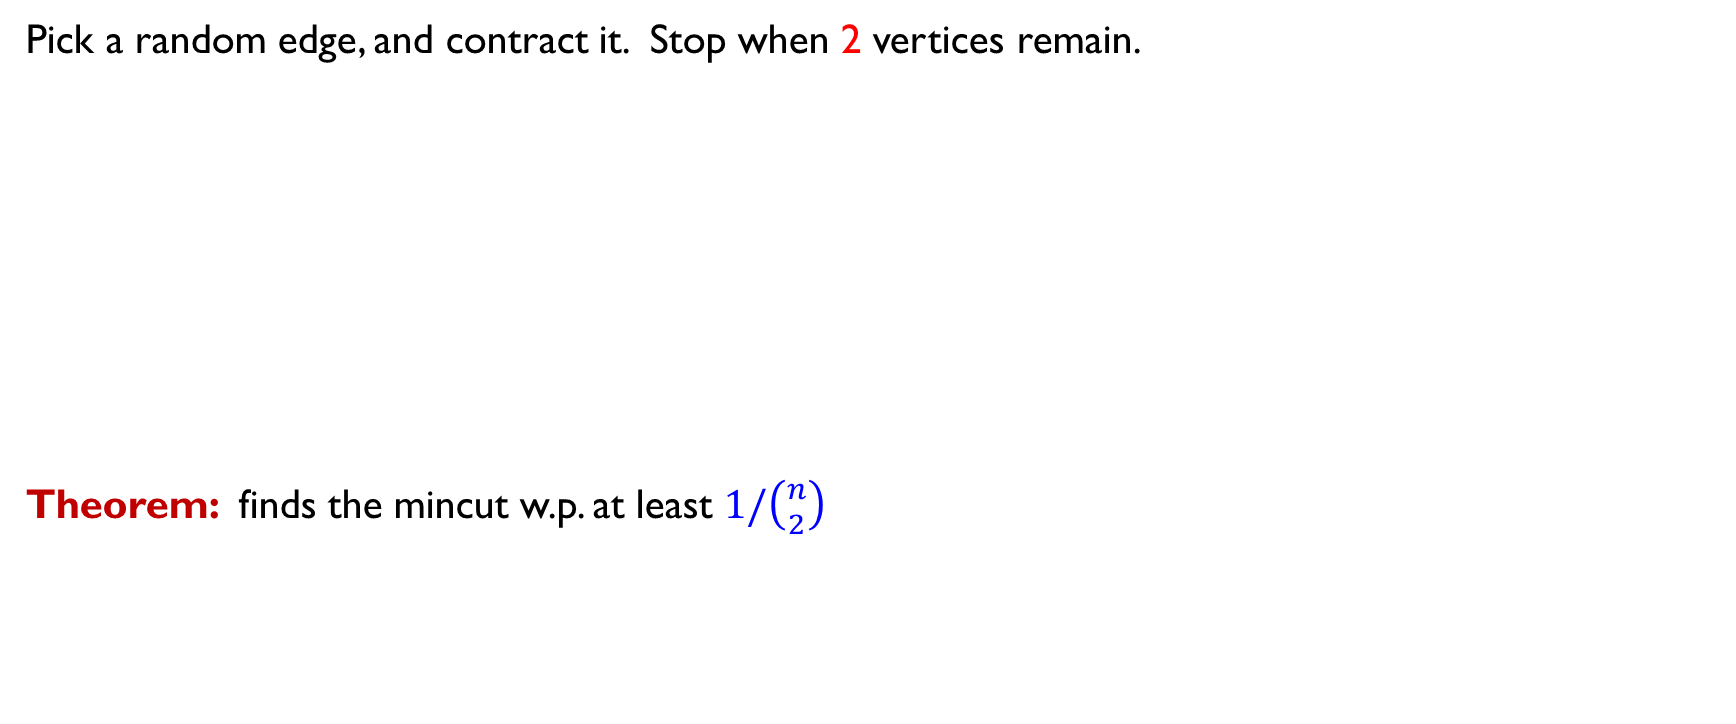 Pick a random edge, and contract it. Stop when 2 vertices remain.
Theorem: finds the mincut w.p. at least $1/\binom{n}{2}$